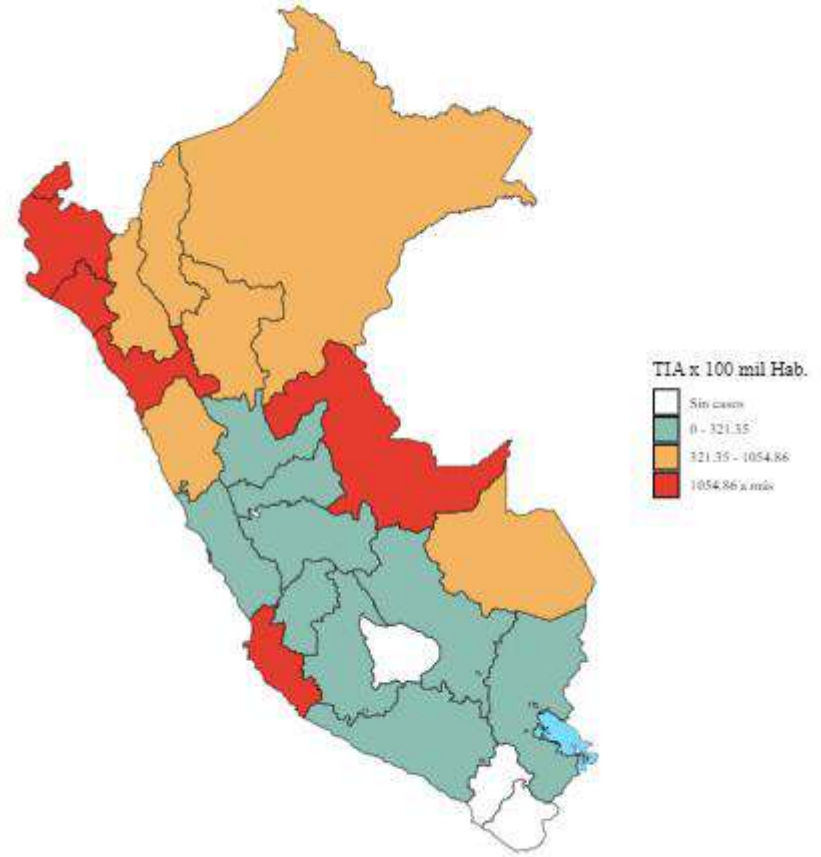 TIA x 100 mil Hab.
Sin casos
0 - 321.35
321.35 - 1054.86
1054.86 a más